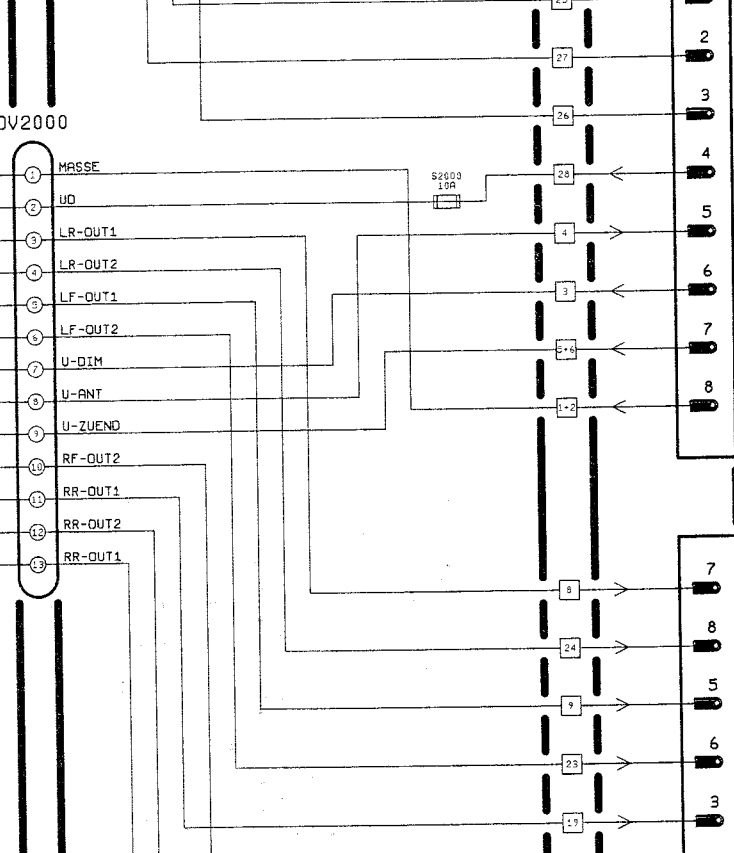 2
27
3
26
DV2000
4
1 MASSE
S2003
10A
28
2 UD
5
3 LR-OUT1
4
4 LR-OUT2
6
5 LF-OUT1
3
6 LF-OUT2
7
7 U-DIM
5+6
8 U-ANT
8
1+2
9 U-ZUEND
10 RF-OUT2
11 RR-OUT1
12 RR-OUT2
13 RR-OUT1
7
8
8
24
5
9
6
23
3
19